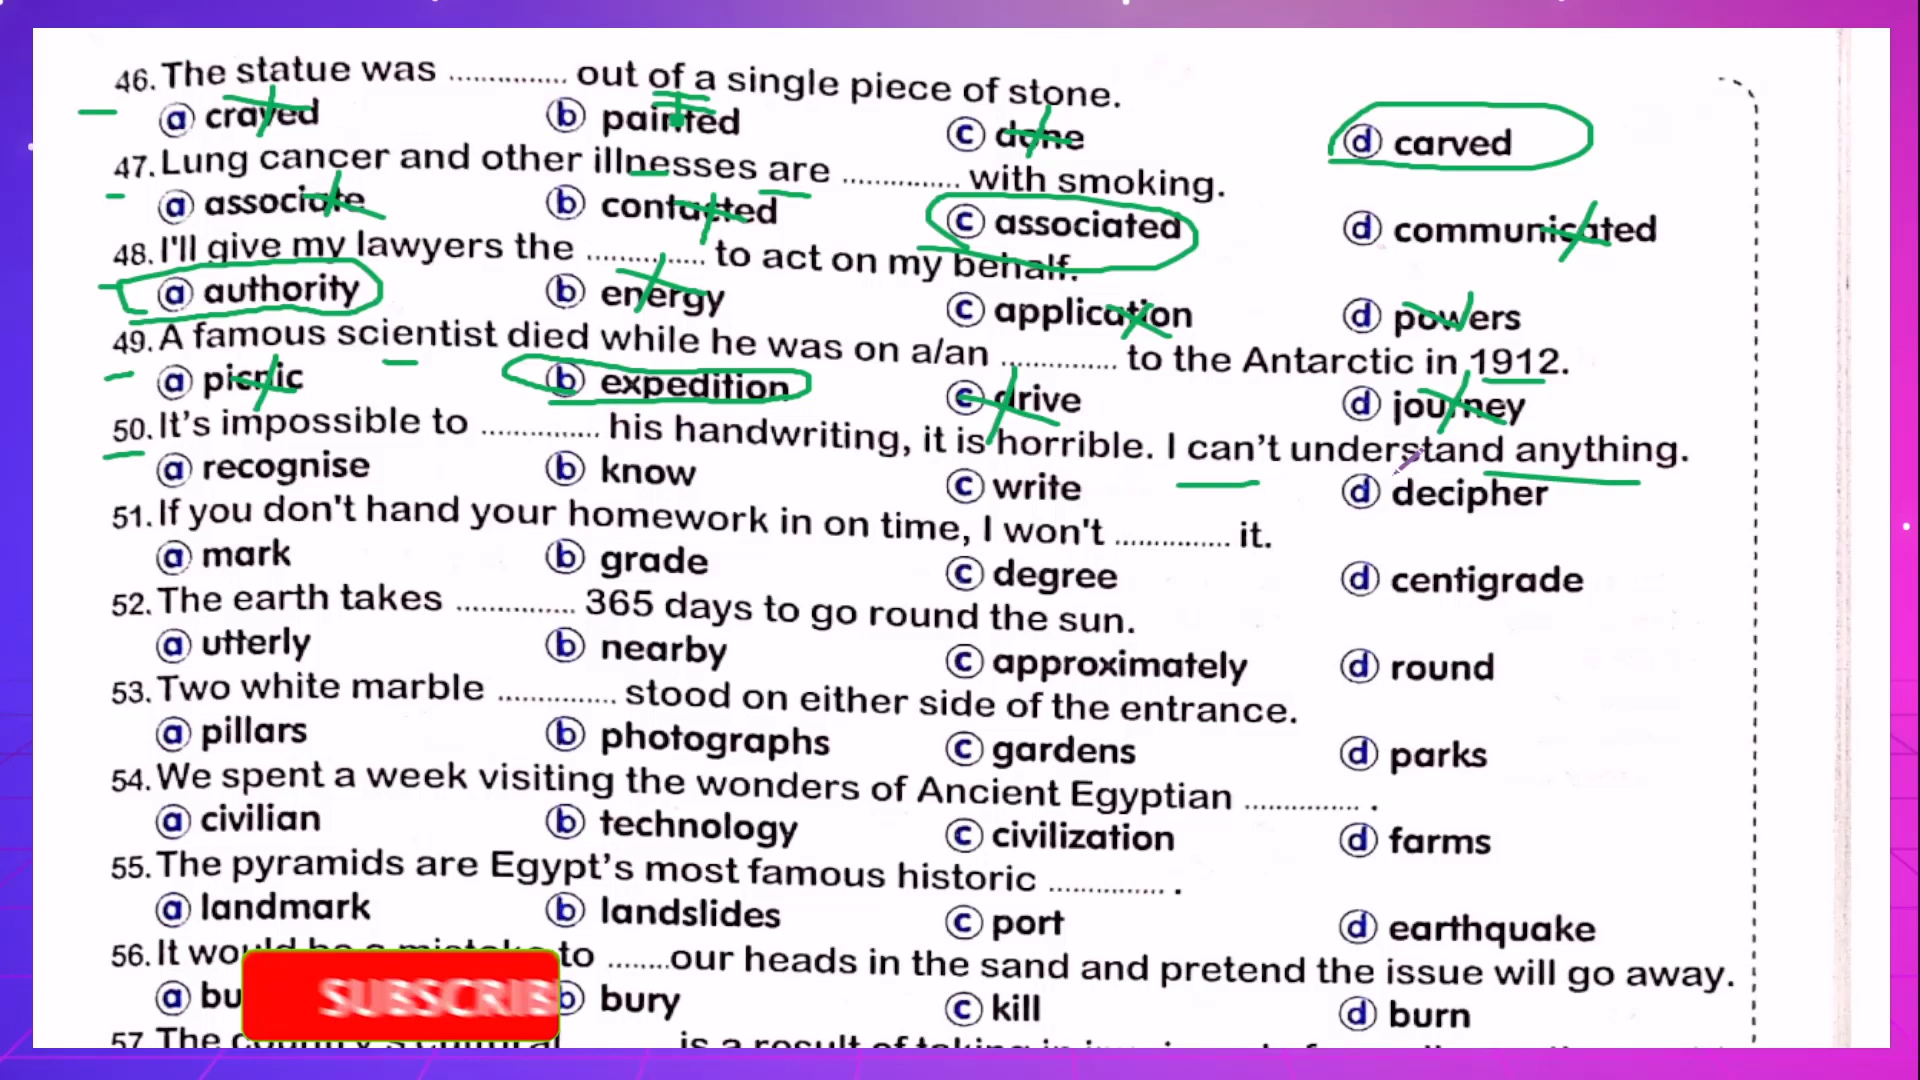 46. The statue was ............... out of a single piece of stone.
a crayed b painted c done d carved
47. Lung cancer and other illnesses are ............... with smoking.
a associate b contacted c associated d communicated
48. I'll give my lawyers the ............... to act on my behalf.
a authority b energy c application d powers
49. A famous scientist died while he was on a/an ............... to the Antarctic in 1912.
a picnic b expedition c drive d journey
50. It's impossible to ............... his handwriting, it is horrible. I can't understand anything.
a recognise b know c write d decipher
51. If you don't hand your homework in on time, I won't ............... it.
a mark b grade c degree d centigrade
52. The earth takes ............... 365 days to go round the sun.
a utterly b nearby c approximately d round
53. Two white marble ............... stood on either side of the entrance.
a pillars b photographs c gardens d parks
54. We spent a week visiting the wonders of Ancient Egyptian ............... .
a civilian b technology c civilization d farms
55. The pyramids are Egypt's most famous historic ............... .
a landmark b landslides c port d earthquake
56. It would be a mistake to ........our heads in the sand and pretend the issue will go away.
a b bury c kill d burn
SUBSCRIB
57 The is a result of taking in